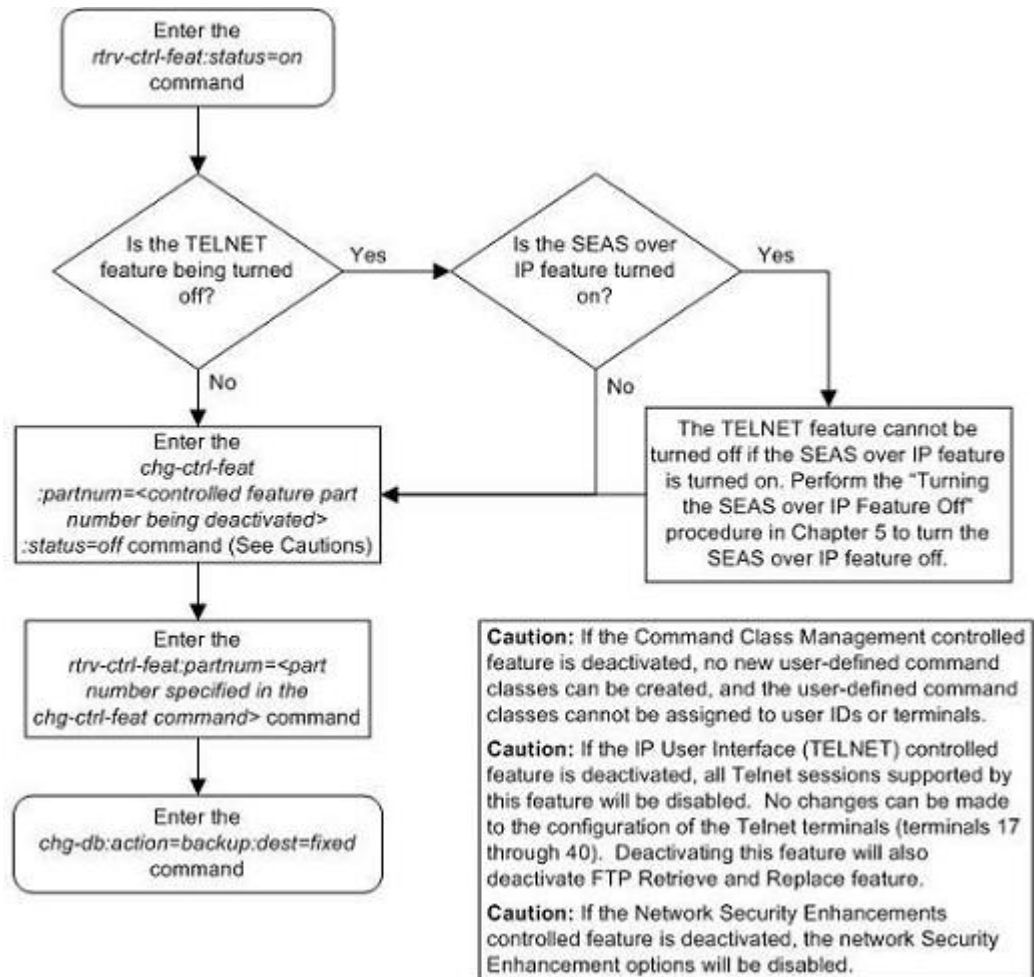 Enter the
rtrv-ctrl-feat:status=on
command
Is the TELNET
feature being turned
off?
Yes
Is the SEAS over
IP feature turned
on?
Yes
No
No
Enter the
chg-ctrl-feat
:partnum=<controlled feature part
number being deactivated>
:status=off command (See Cautions)
The TELNET feature cannot be
turned off if the SEAS over IP feature
is turned on. Perform the “Turning
the SEAS over IP Feature Off”
procedure in Chapter 5 to turn the
SEAS over IP feature off.
Enter the
rtrv-ctrl-feat:partnum=<part
number specified in the
chg-ctrl-feat command> command
Enter the
chg-db:action=backup:dest=fixed
command
Caution: If the Command Class Management controlled
feature is deactivated, no new user-defined command
classes can be created, and the user-defined command
classes cannot be assigned to user IDs or terminals.
Caution: If the IP User Interface (TELNET) controlled
feature is deactivated, all Telnet sessions supported by
this feature will be disabled. No changes can be made
to the configuration of the Telnet terminals (terminals 17
through 40). Deactivating this feature will also
deactivate FTP Retrieve and Replace feature.
Caution: If the Network Security Enhancements
controlled feature is deactivated, the network Security
Enhancement options will be disabled.